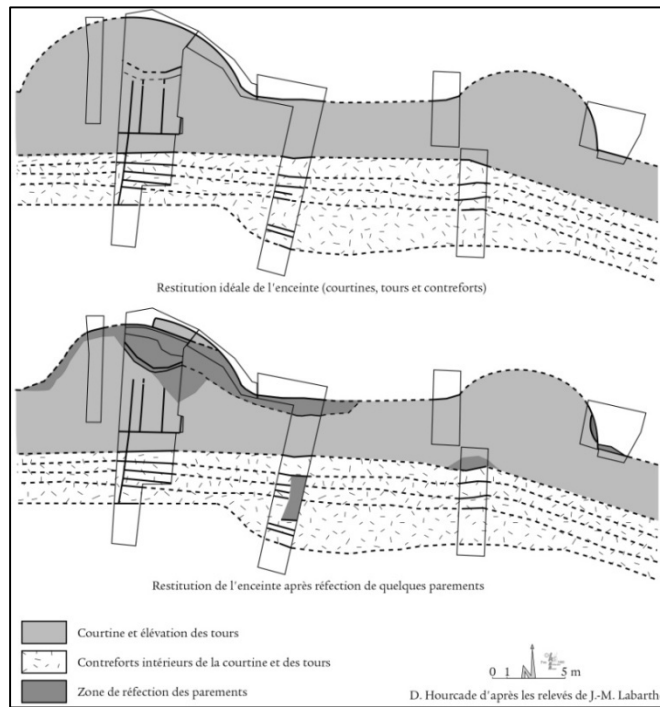 Restitution idéale de l'enceinte (courtines, tours et contreforts)
Restitution de l'enceinte après réfection de quelques parements
Courtine et élévation des tours
Contreforts intérieurs de la courtine et des tours
Zone de réfection des parements
0 1 5 m
D. Hourcade d'après les relevés de J.-M. Labarthe